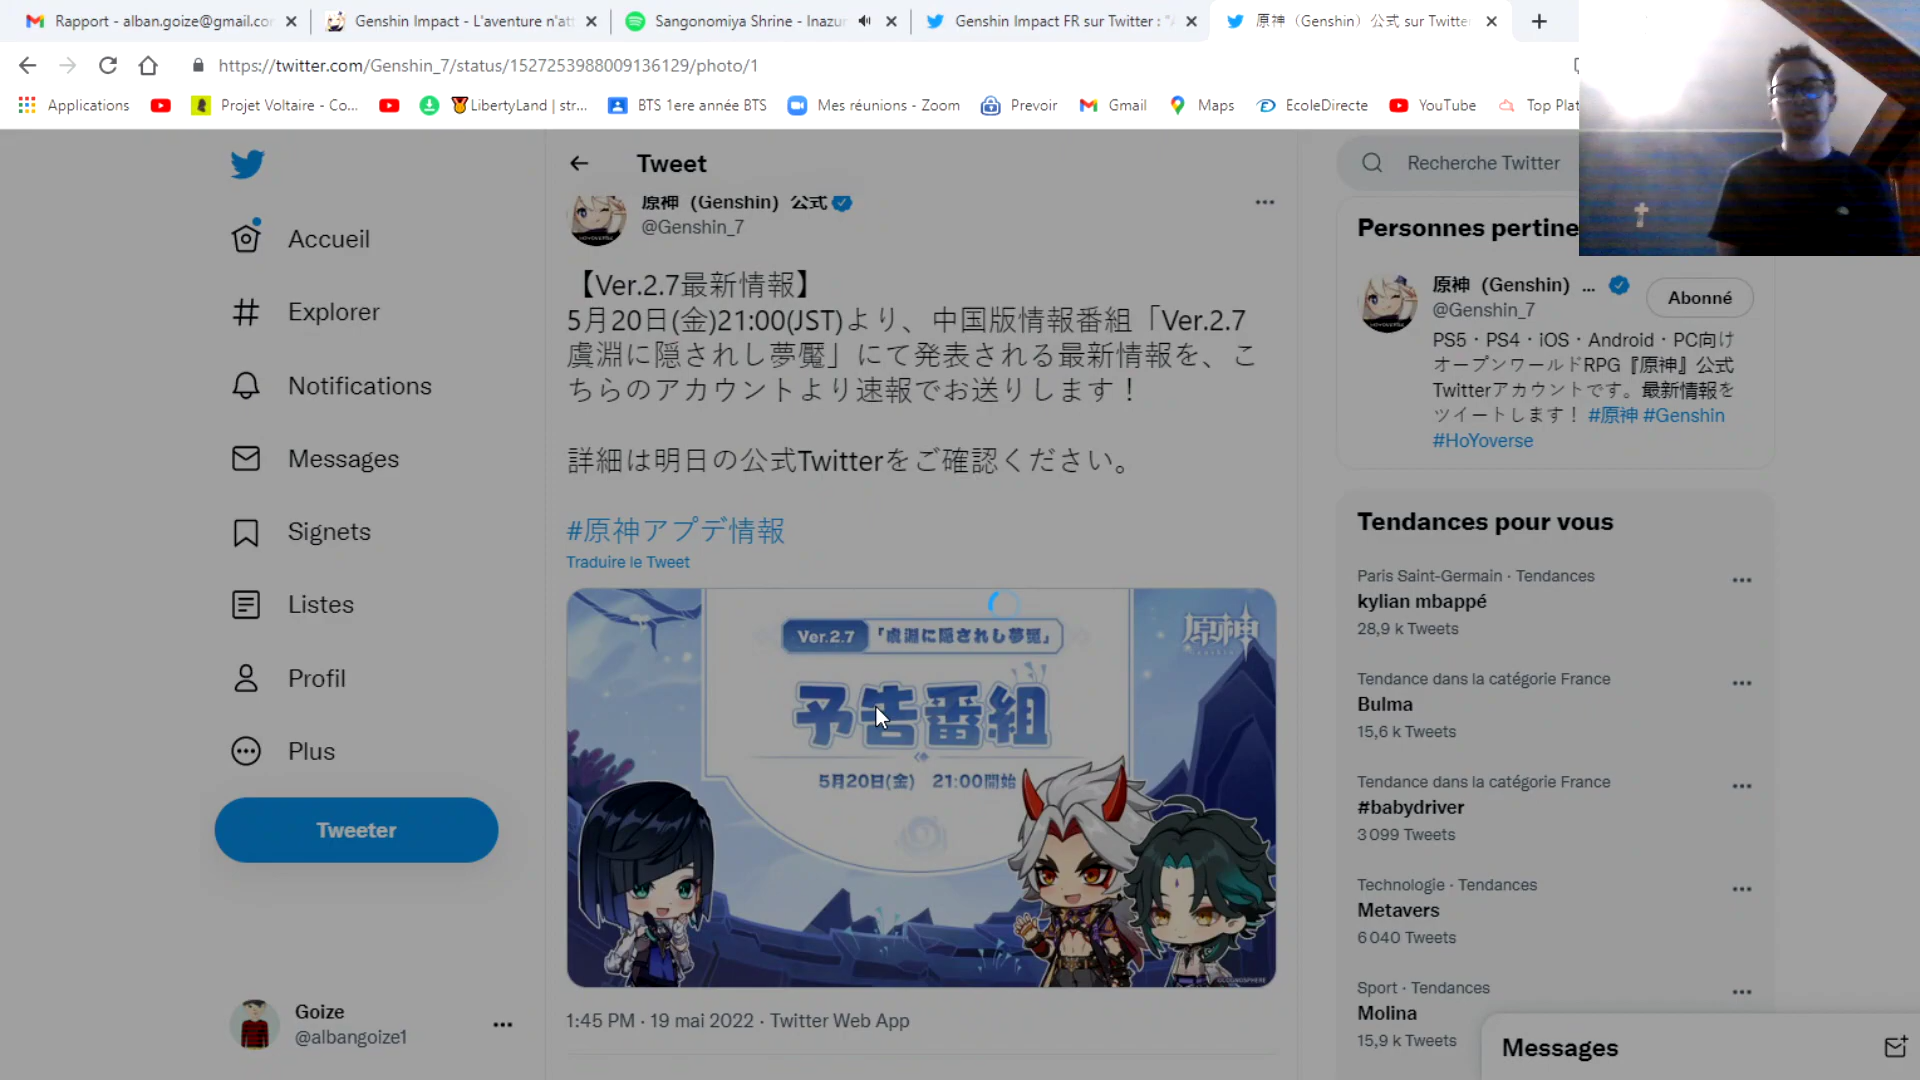 Rapport - alban.goize@gmail.co
Genshin Impact - L'aventure n'att
Sangonomiya Shrine - Inazu
Genshin Impact FR sur Twitter : "
原神（Genshin）公式 sur Twitte
https://twitter.com/Genshin_7/status/1527253988009136129/photo/1
Applications
Projet Voltaire - Co...
LibertyLand | str...
BTS 1ere année BTS
Mes réunions - Zoom
Prevoir
Gmail
Maps
EcoleDirecte
YouTube
Top Plat
Accueil
Explorer
Notifications
Messages
Signets
Listes
Profil
Plus
Tweeter
Goize
@albangoize1
Tweet
原神（Genshin）公式
@Genshin_7
【Ver.2.7最新情報】
5月20日(金)21:00(JST)より、中国版情報番組「Ver.2.7
虞淵に隠されし夢魘」にて発表される最新情報を、こ
ちらのアカウントより速報でお送りします！
詳細は明日の公式Twitterをご確認ください。
#原神アプデ情報
Traduire le Tweet
Ver.2.7「虞淵に隠されし夢魘」
原神
予告番組
5月20日(金) 21:00開始
1:45 PM · 19 mai 2022 · Twitter Web App
Recherche Twitter
Personnes pertine
原神（Genshin）...
Abonné
@Genshin_7
PS5・PS4・iOS・Android・PC向け
オープンワールドRPG『原神』公式
Twitterアカウントです。最新情報を
ツイートします！ #原神 #Genshin
#HoYoverse
Tendances pour vous
Paris Saint-Germain · Tendances
kylian mbappé
28,9 k Tweets
Tendance dans la catégorie France
Bulma
15,6 k Tweets
Tendance dans la catégorie France
#babydriver
3 099 Tweets
Technologie · Tendances
Metavers
6 040 Tweets
Sport · Tendances
Molina
15,9 k Tweets
Messages